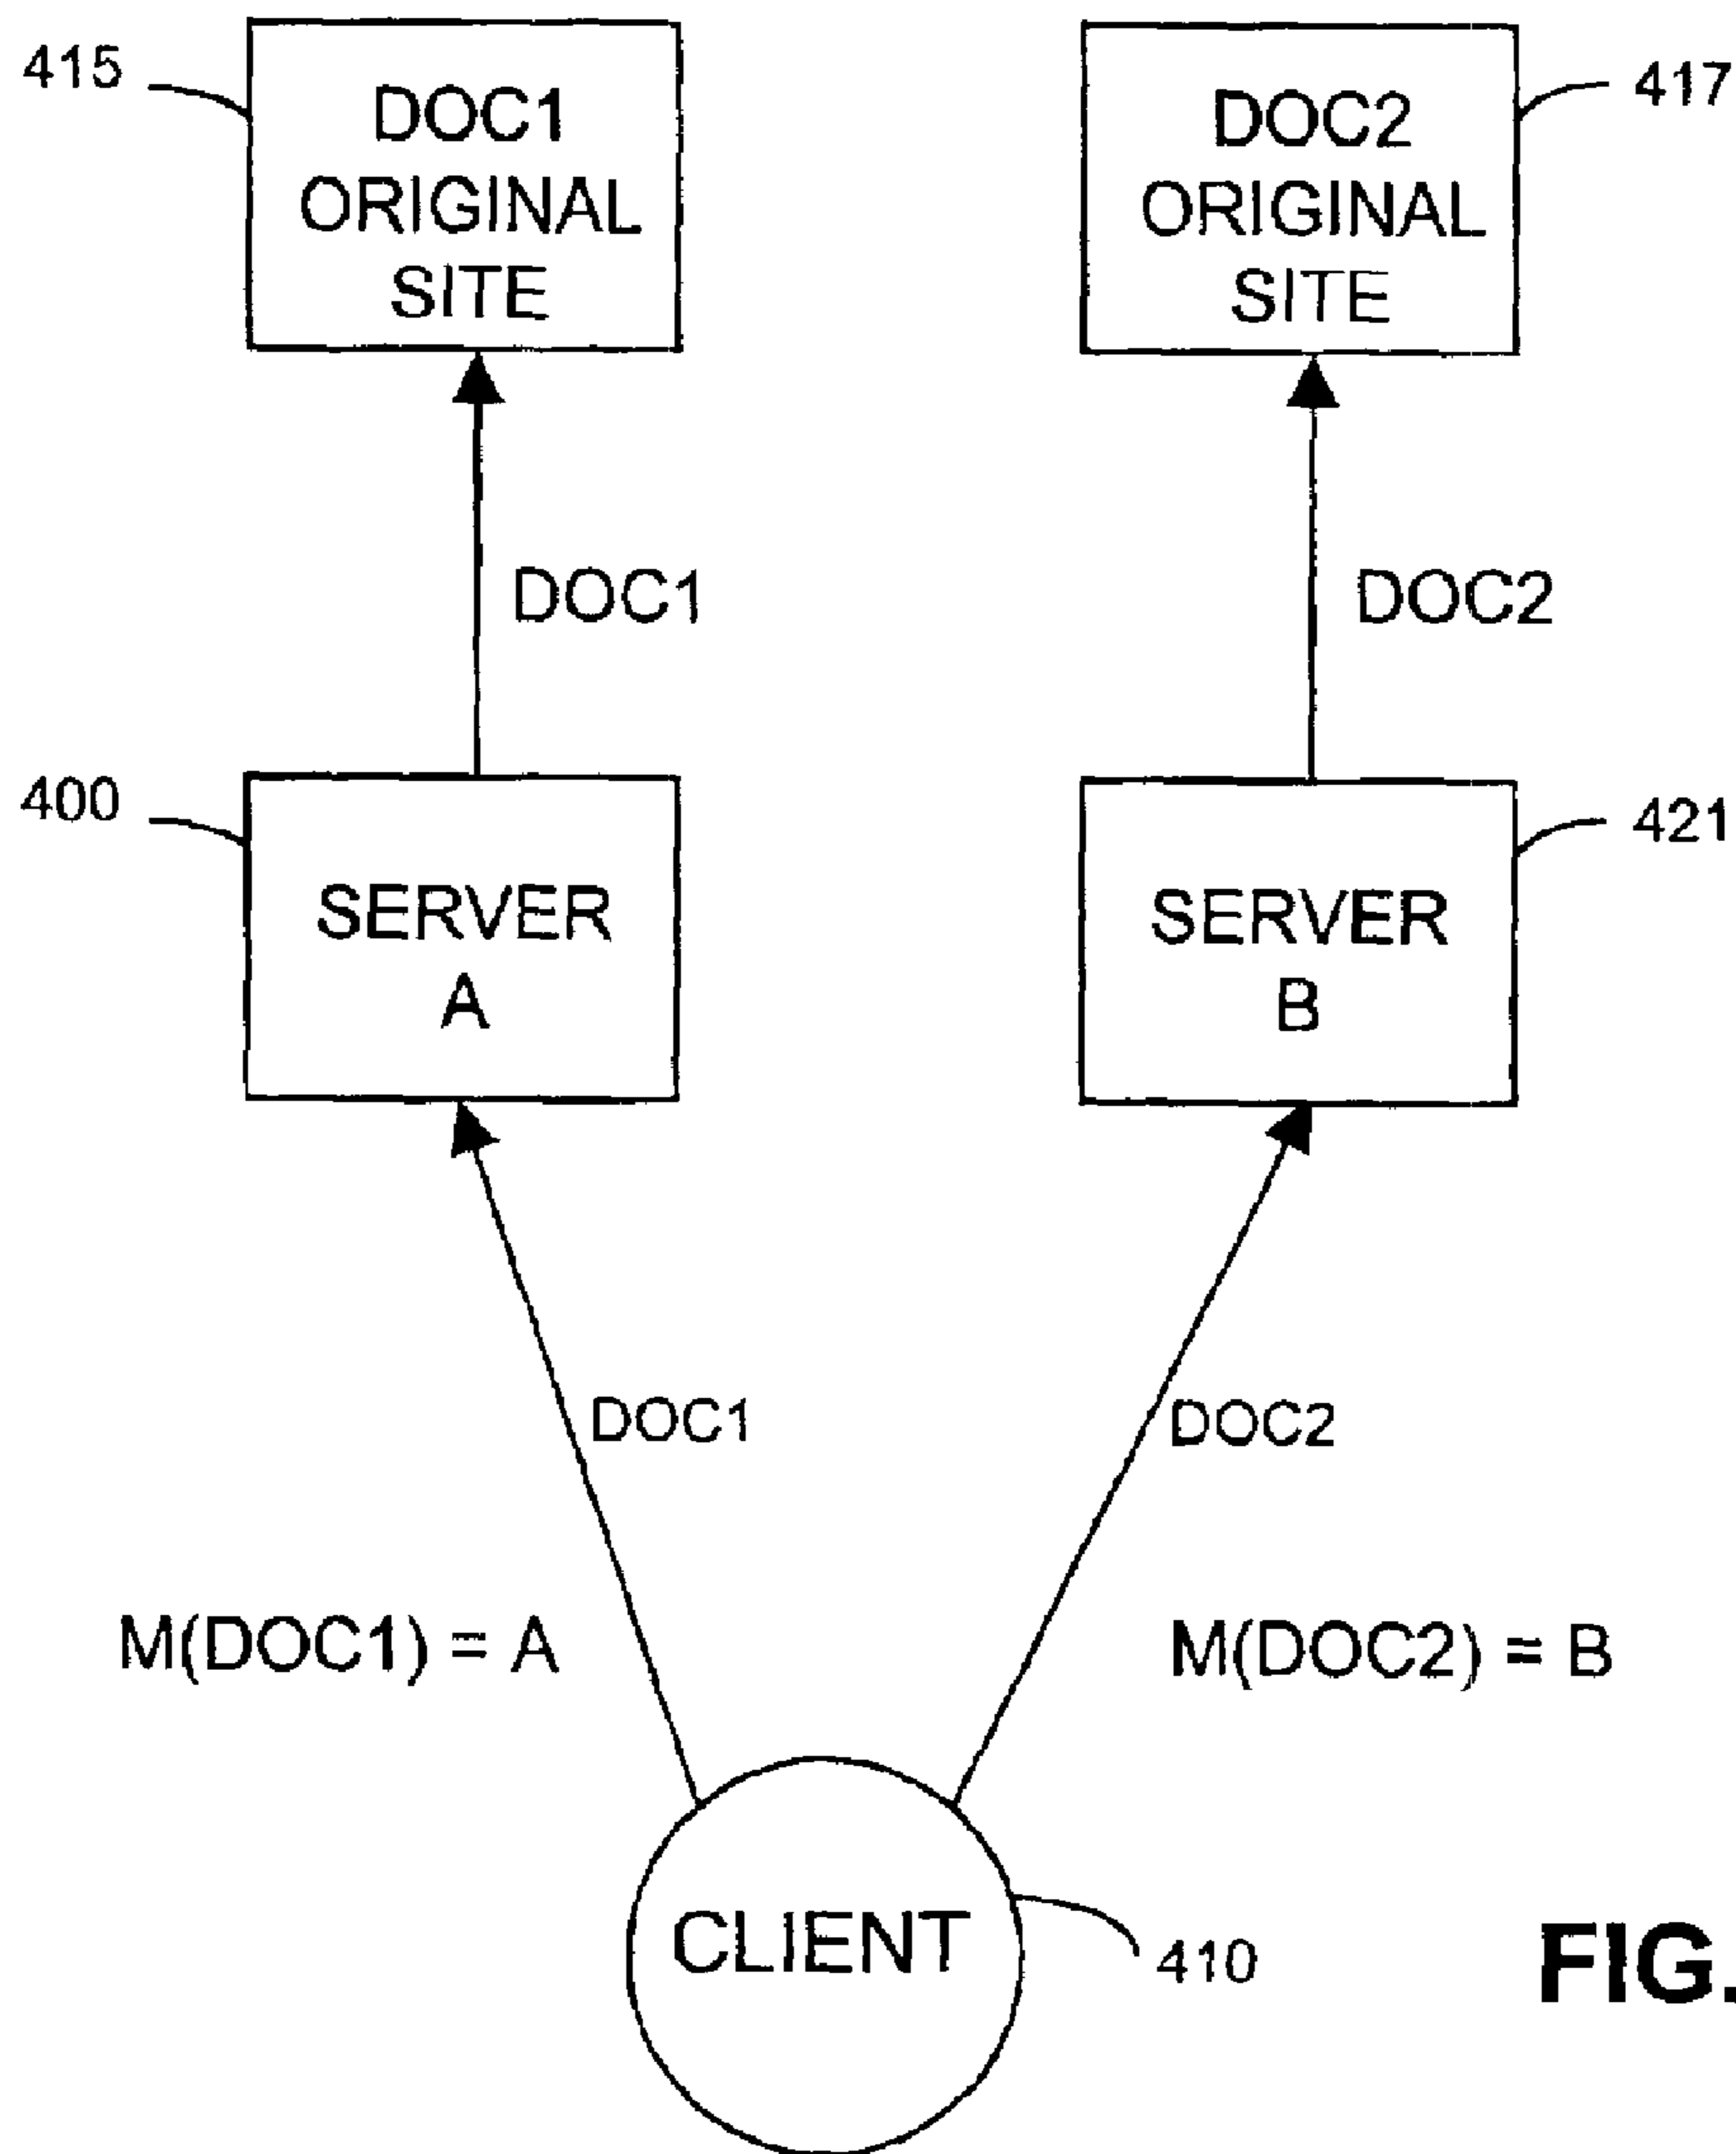 415
DOC1
ORIGINAL
SITE
DOC2
ORIGINAL
SITE
417
DOC1
DOC2
400
SERVER
A
SERVER
B
421
DOC1
DOC2
M(DOC1) = A
M(DOC2) = B
CLIENT
410
FIG.